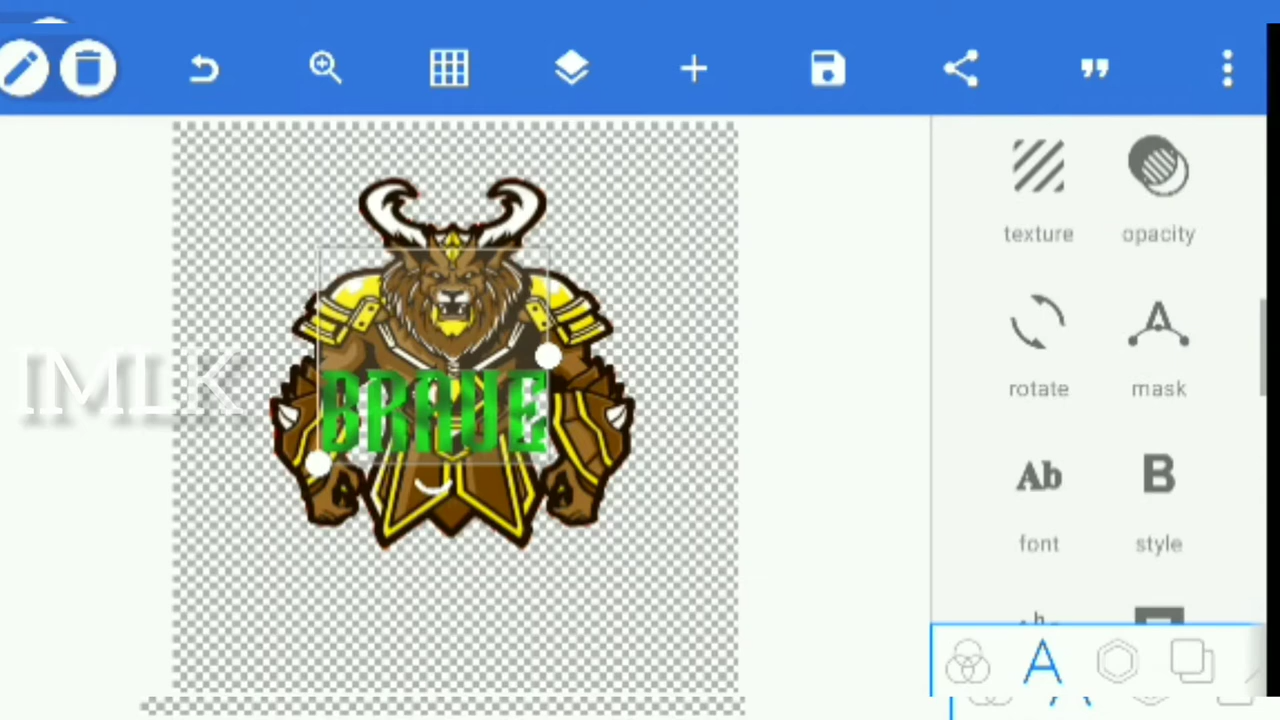 texture opacity
IMLK
rotate mask
BRAVE
Ab B
font style